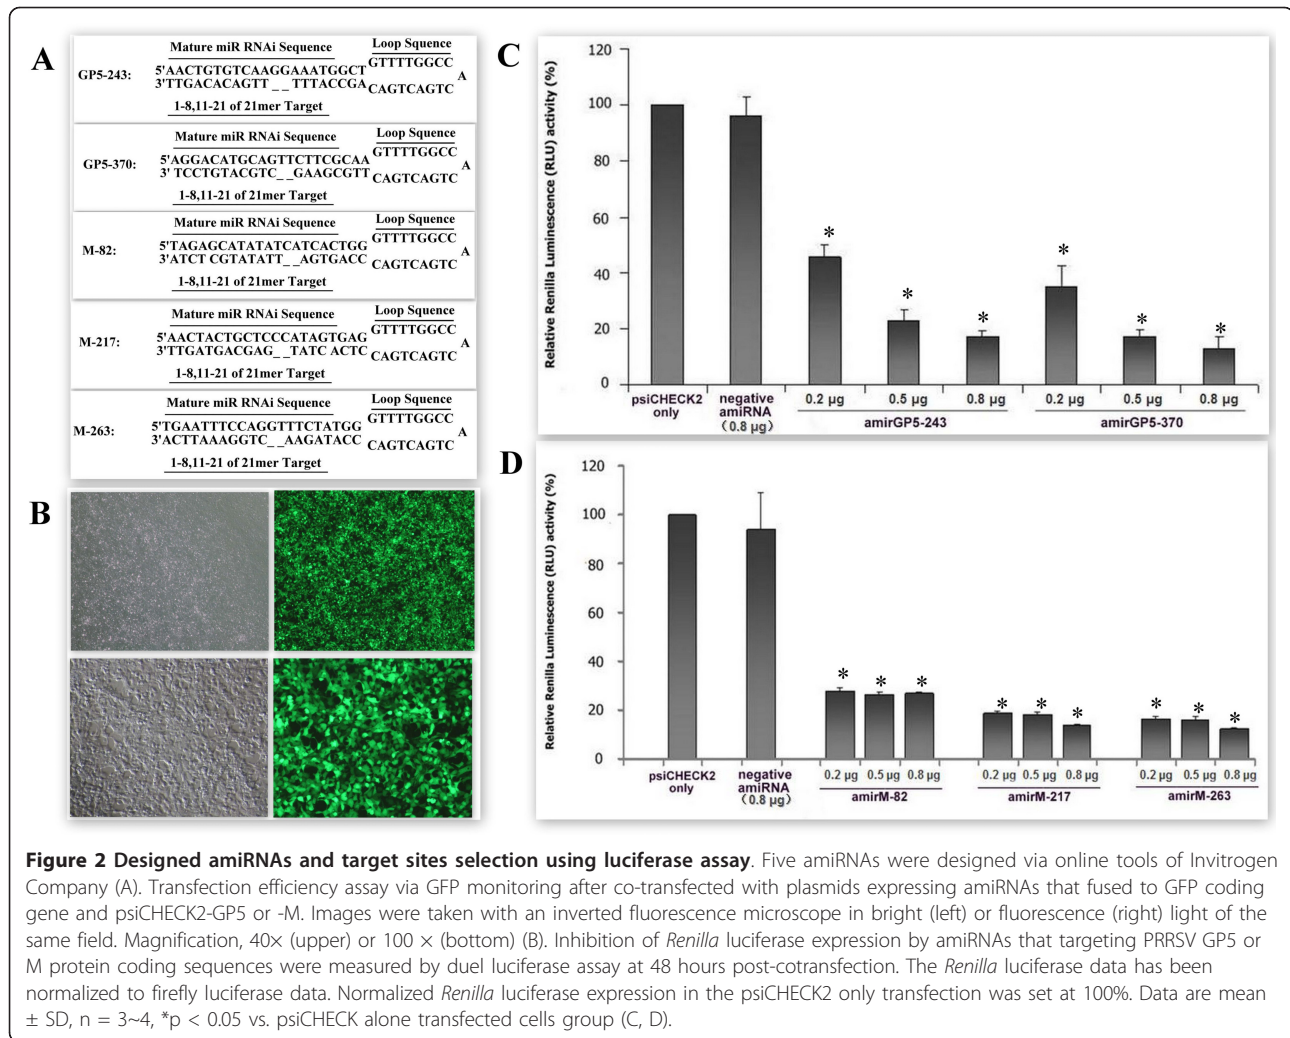 A
Mature miR RNAi Sequence
Loop Squence
GP5-243:
5'AACTGTGTCAAGGAAATGGCT
GTTTTGGCC
A
3'TTGACACAGTT _ _ TTTACCGA
CAGTCAGTC
1-8,11-21 of 21mer Target
Mature miR RNAi Sequence
Loop Squence
GP5-370:
5'AGGACATGCAGTTCTTCGCAA
GTTTTGGCC
A
3' TCCTGTACGTC_ _GAAGCGTT
CAGTCAGTC
1-8,11-21 of 21mer Target
Mature miR RNAi Sequence
Loop Squence
M-82:
5'TAGAGCATATATCATCACTGG
GTTTTGGCC
A
3'ATCT CGTATATT_ _AGTGACC
CAGTCAGTC
1-8,11-21 of 21mer Target
Mature miR RNAi Sequence
Loop Squence
M-217:
5'AACTACTGCTCCCATAGTGAG
GTTTTGGCC
A
3'TTGATGACGAG_ _TATC ACTC
CAGTCAGTC
1-8,11-21 of 21mer Target
Mature miR RNAi Sequence
Loop Squence
M-263:
5'TGAATTTCCAGGTTTCTATGG
GTTTTGGCC
A
3'ACTTAAAGGTC_ _AAGATACC
CAGTCAGTC
1-8,11-21 of 21mer Target
B
C
Relative Renilla Luminescence (RLU) activity (%)
120
100
80
60
40
20
0
* * * * * *
psiCHECK2 only
negative amiRNA (0.8 µg)
0.2 µg 0.5 µg 0.8 µg
amirGP5-243
0.2 µg 0.5 µg 0.8 µg
amirGP5-370
D
Relative Renilla Luminescence (RLU) activity (%)
120
100
80
60
40
20
0
* * * * * * * * *
psiCHECK2 only
negative amiRNA (0.8 µg)
0.2 µg 0.5 µg 0.8 µg
amirM-82
0.2 µg 0.5 µg 0.8 µg
amirM-217
0.2 µg 0.5 µg 0.8 µg
amirM-263
Figure 2 Designed amiRNAs and target sites selection using luciferase assay. Five amiRNAs were designed via online tools of Invitrogen
Company (A). Transfection efficiency assay via GFP monitoring after co-transfected with plasmids expressing amiRNAs that fused to GFP coding
gene and psiCHECK2-GP5 or -M. Images were taken with an inverted fluorescence microscope in bright (left) or fluorescence (right) light of the
same field. Magnification, 40× (upper) or 100 × (bottom) (B). Inhibition of Renilla luciferase expression by amiRNAs that targeting PRRSV GP5 or
M protein coding sequences were measured by duel luciferase assay at 48 hours post-cotransfection. The Renilla luciferase data has been
normalized to firefly luciferase data. Normalized Renilla luciferase expression in the psiCHECK2 only transfection was set at 100%. Data are mean
± SD, n = 3~4, *p < 0.05 vs. psiCHECK alone transfected cells group (C, D).